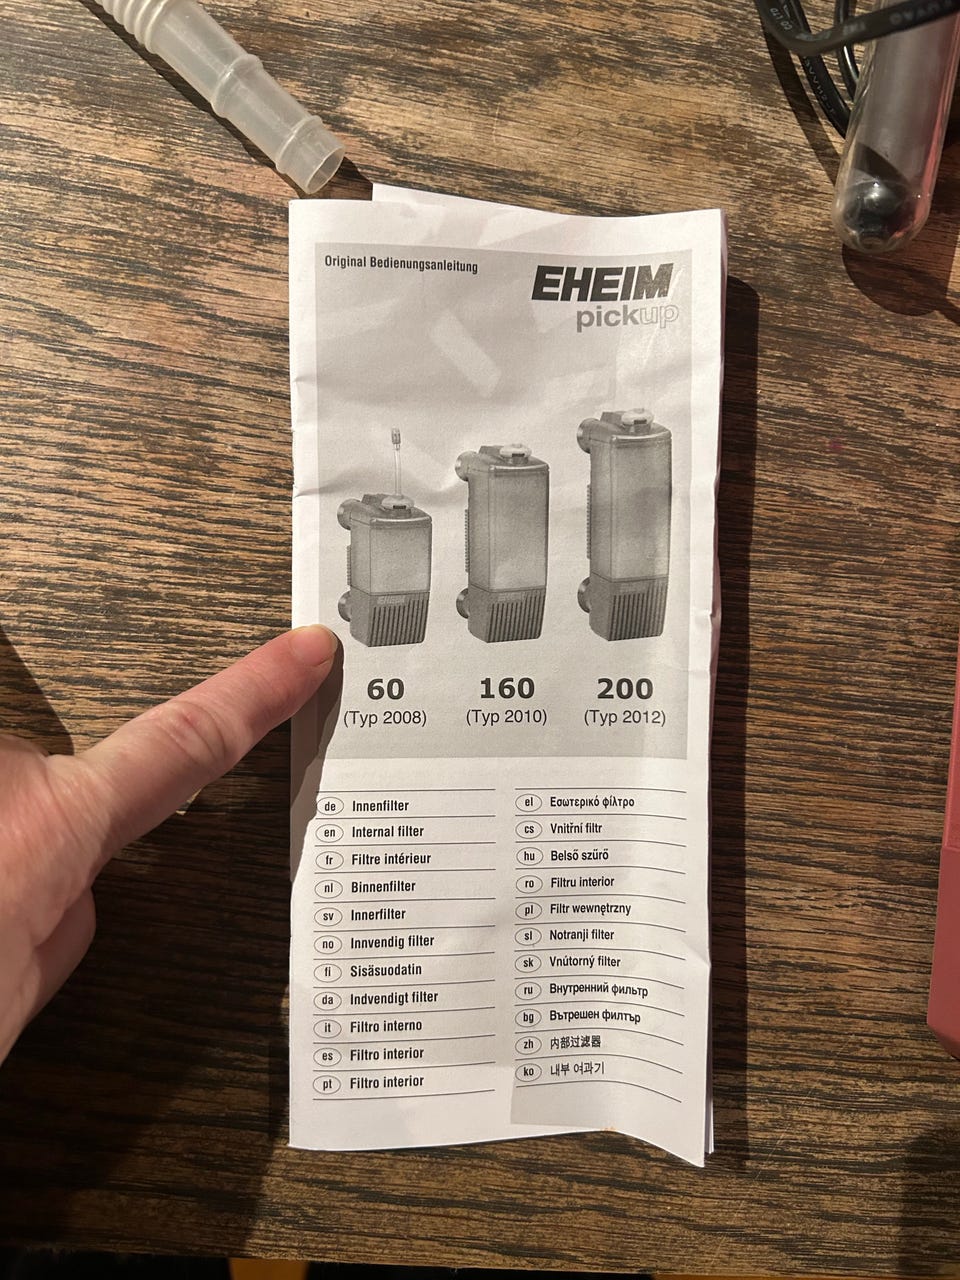 Original Bedienungsanleitung
EHEIM
pickup
60
(Typ 2008)
160
(Typ 2010)
200
(Typ 2012)
de Innenfilter
en Internal filter
fr Filtre intérieur
nl Binnenfilter
sv Innerfilter
no Innvendig filter
fi Sisäsuodatin
da Indvendigt filter
it Filtro interno
es Filtro interior
pt Filtro interior
el Εσωτερικό φίλτρο
cs Vnitřní filtr
hu Belső szűrő
ro Filtru interior
pl Filtr wewnętrzny
sl Notranji filter
sk Vnútorný filter
ru Внутренний фильтр
bg Вътрешен филтър
zh 内部过滤器
ko 내부 여과기